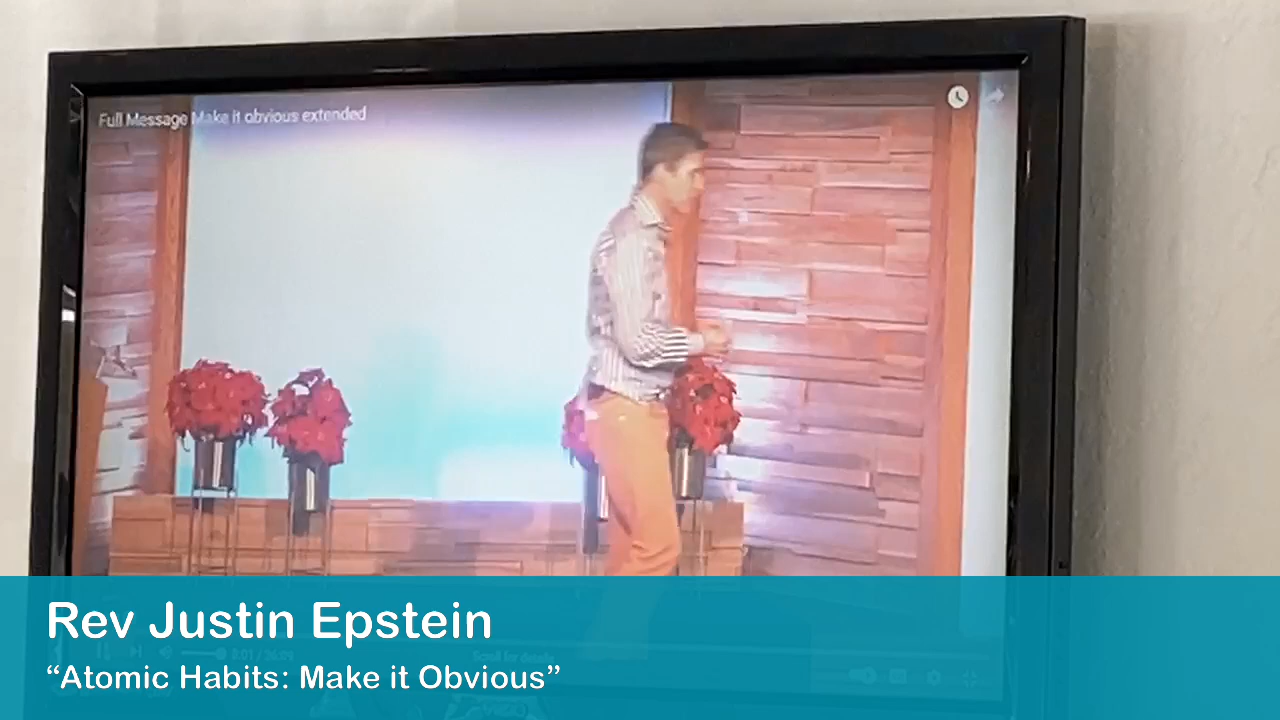 Full Message Make it obvious extended
Rev Justin Epstein
“Atomic Habits: Make it Obvious”